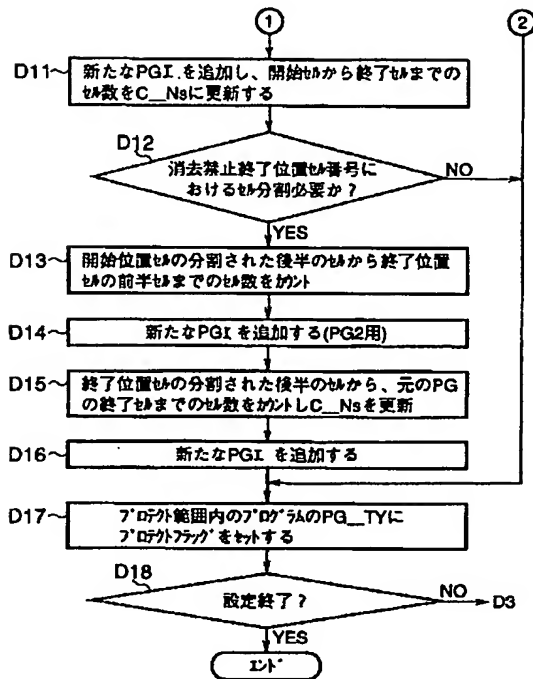 ①
②
D11
新たなPGI.を追加し、開始ｾﾙから終了ｾﾙまでの
ｾﾙ数をC__Nsに更新する
D12
消去禁止終了位置ｾﾙ番号に
おけるｾﾙ分割必要か？
NO
YES
D13
開始位置ｾﾙの分割された後半のｾﾙから終了位置
ｾﾙの前半ｾﾙまでのｾﾙ数をｶｳﾝﾄ
D14
新たなPGIを追加する(PG2用)
D15
終了位置ｾﾙの分割された後半のｾﾙから、元のPG
の終了ｾﾙまでのｾﾙ数をｶｳﾝﾄしC__Nsを更新
D16
新たなPGI を追加する
D17
ﾌﾟﾛﾃｸﾄ範囲内のﾌﾟﾛｸﾞﾗﾑのPG__TYに
ﾌﾟﾛﾃｸﾄﾌﾗｯｸﾞをｾｯﾄする
D18
設定終了？
NO
D3
YES
ｴﾝﾄﾞ